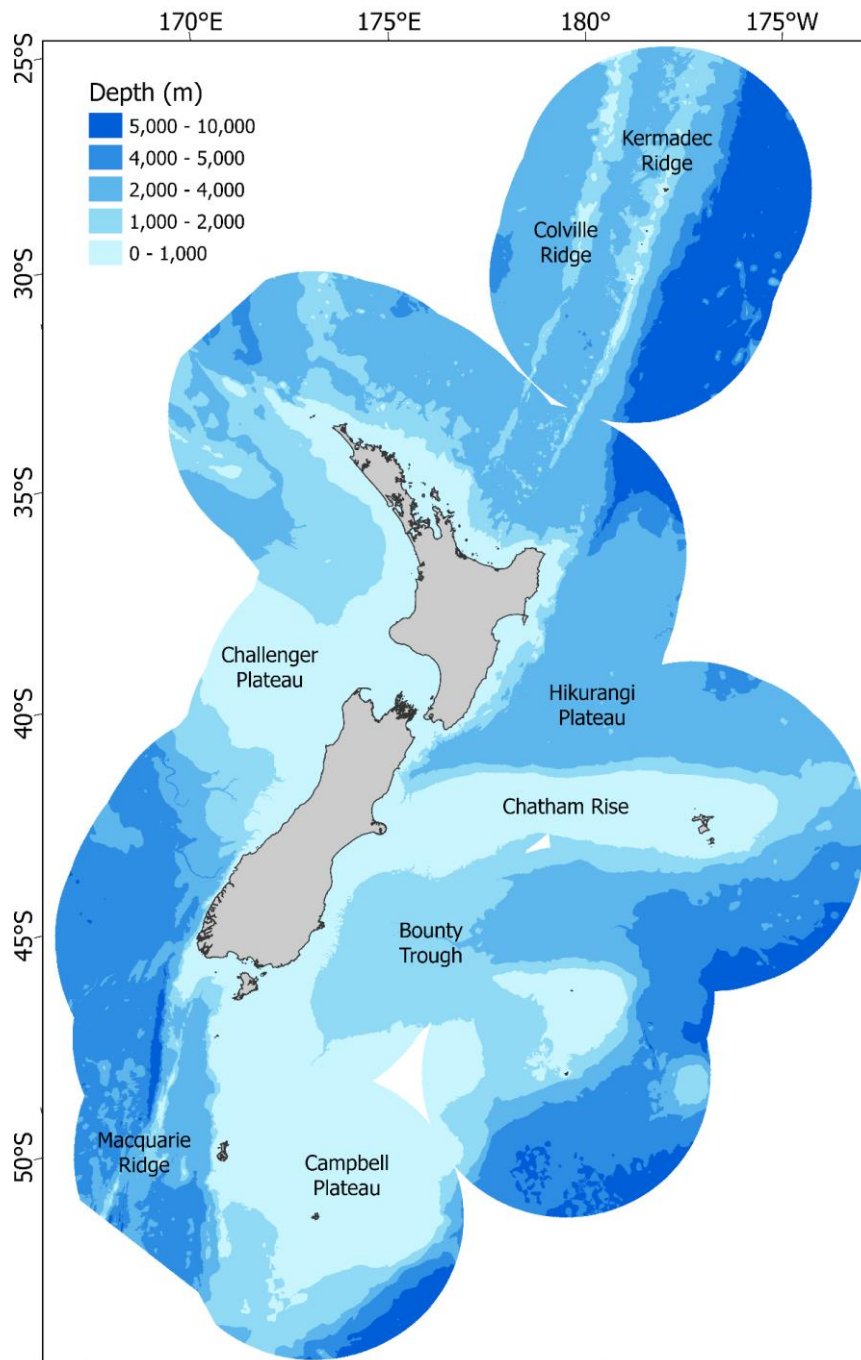 170°E 175°E 180° 175°W
25°S
30°S
35°S
40°S
45°S
50°S
Depth (m)
5,000 - 10,000
4,000 - 5,000
2,000 - 4,000
1,000 - 2,000
0 - 1,000
Kermadec
Ridge
Colville
Ridge
Challenger
Plateau
Hikurangi
Plateau
Chatham Rise
Bounty
Trough
Macquarie
Ridge
Campbell
Plateau